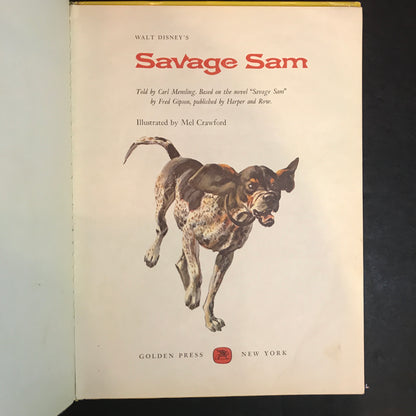 WALT DISNEY'S
Savage Sam
Told by Carl Memling. Based on the novel "Savage Sam"
by Fred Gipson, published by Harper and Row.
Illustrated by Mel Crawford
GOLDEN PRESS NEW YORK